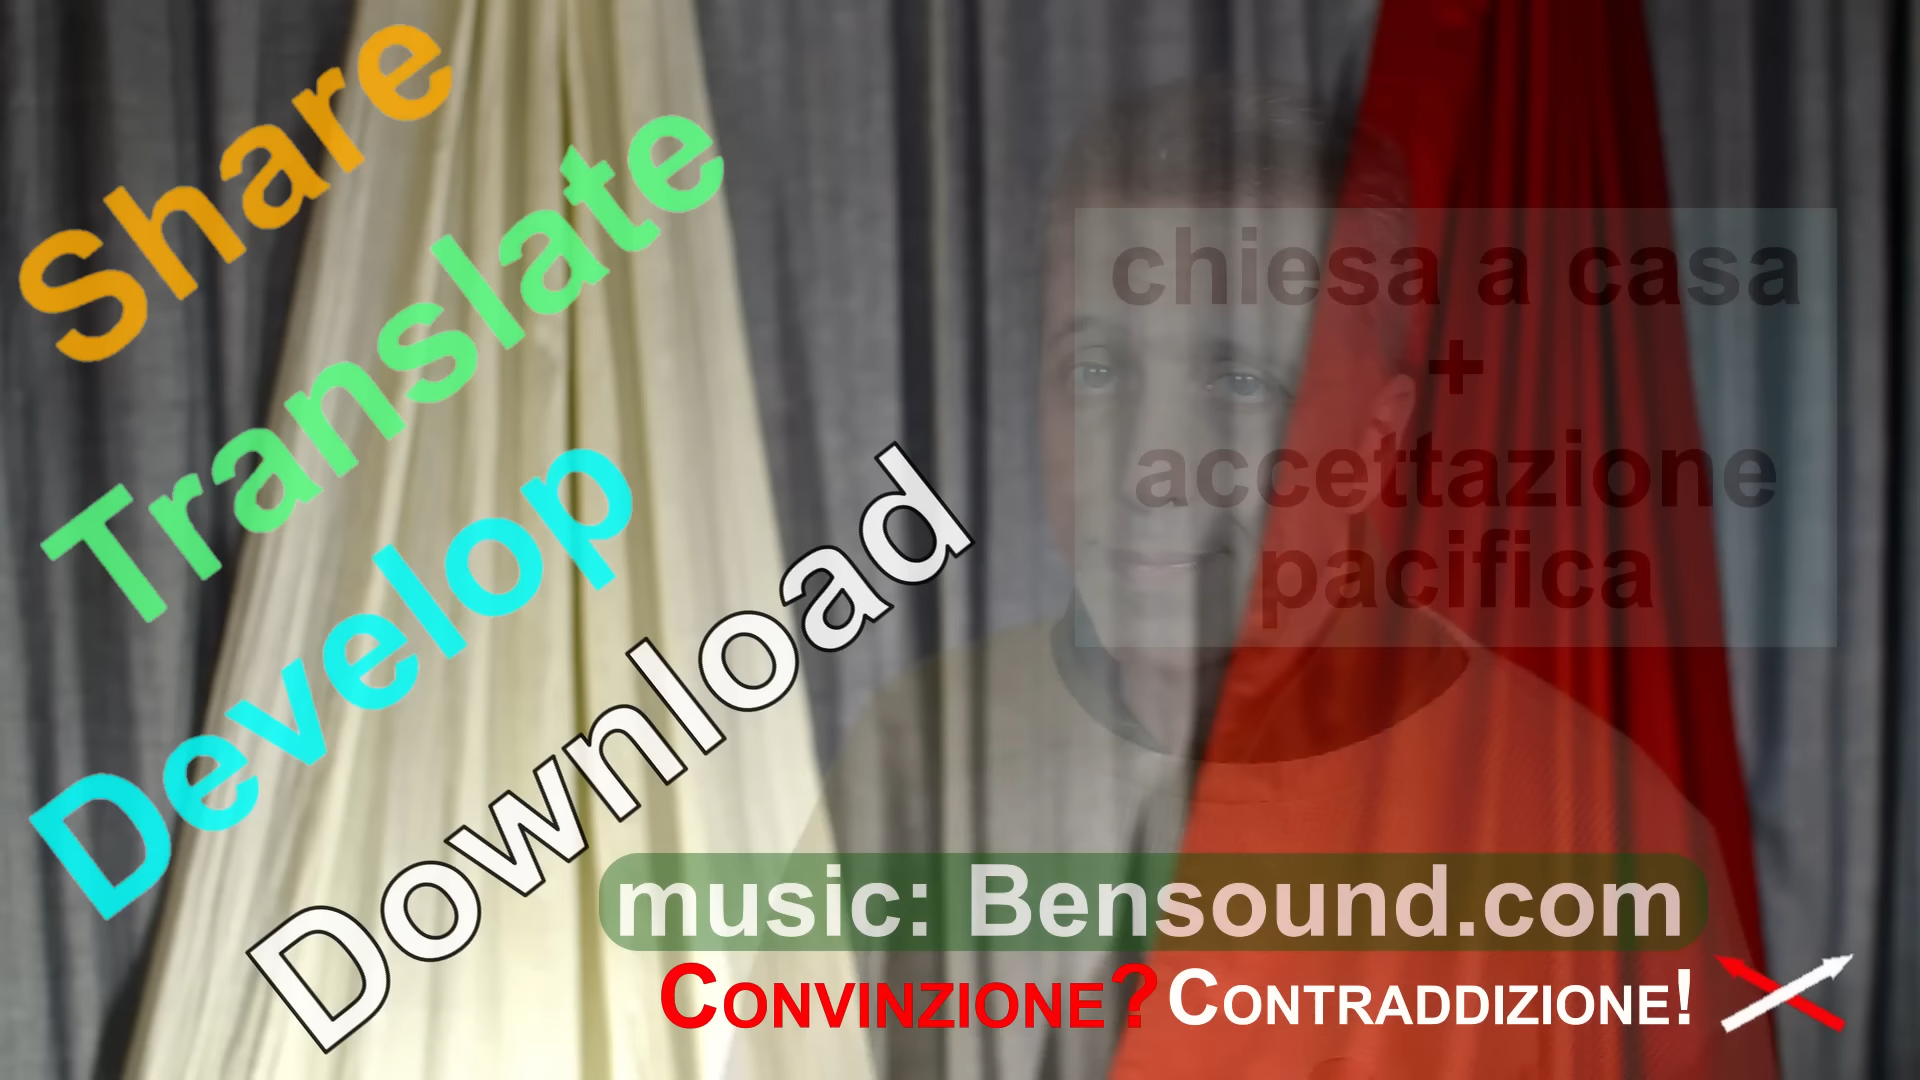 Share
Translate
Develop
Download
chiesa a casa
+
accettazione
pacifica
music: Bensound.com
CONVINZIONE? CONTRADDIZIONE!